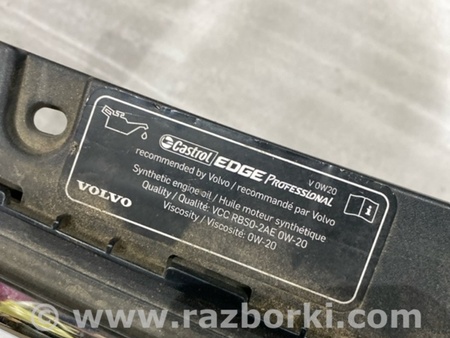 Castrol EDGE PROFESSIONAL
V 0W20
recommended by Volvo / recommandé par Volvo
Synthetic engine oil / Huile moteur synthétique
Quality / Qualité: VCC RBS0-2AE 0W-20
Viscosity / Viscosité: 0W-20
VOLVO
i
www.razborki.com